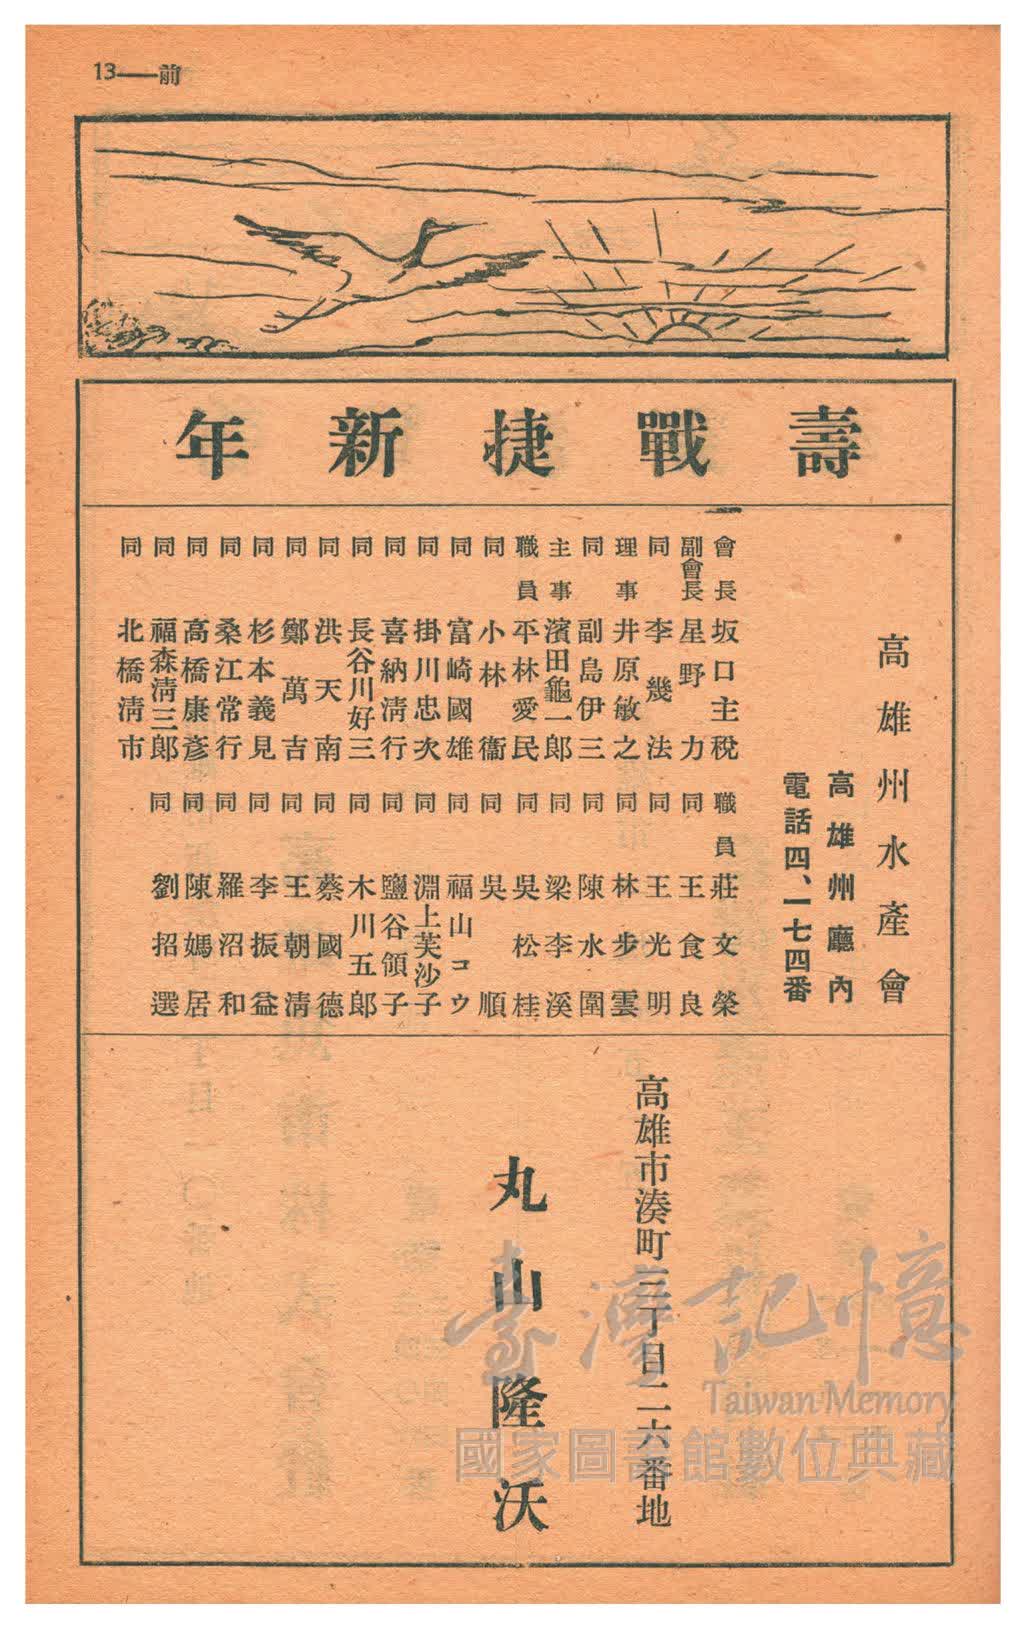 13——前
壽戰捷新年
高雄州水產會
高雄州廳內
電話四、一七四番
會長 坂口主稅
副會長 星野力
同 李幾法
理事 井原敏之
同 副島伊三
主事 濱田龜一郎
職員 平林愛民
同 小林衞
同 富崎國雄
同 掛川忠次
同 喜納淸行
同 長谷川好三
同 洪天南
同 鄭萬吉
同 杉本義見
同 桑江常行
同 高橋康彥
同 福森淸三郞
同 北橋淸市
職員 莊文榮
同 王食良
同 王光明
同 林步雲
同 陳水圍
同 梁李溪
同 吳松桂
同 吳順
同 福山コウ
同 淵上芙沙子
同 鹽谷領子
同 木川五郎
同 蔡國德
同 王朝淸
同 李振益
同 羅沼和
同 陳媽居
同 劉招選
高雄市湊町三丁目二六番地
丸山隆沃
臺灣記憶
Taiwan Memory
國家圖書館數位典藏